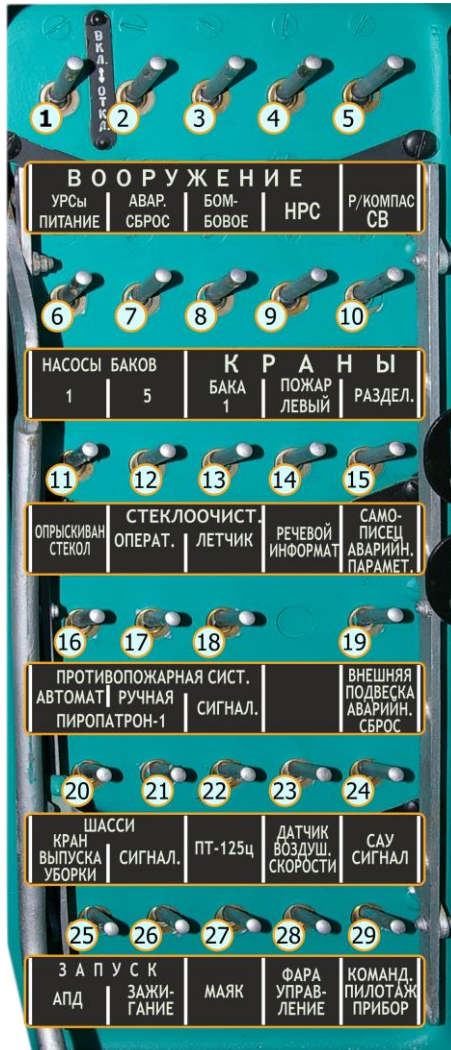 ВКЛ. ОТКЛ.
1 2 3 4 5
ВООРУЖЕНИЕ
УРСы АВАР. БОМ- НРС Р/КОМПАС
ПИТАНИЕ СБРОС БОВОЕ СВ
6 7 8 9 10
НАСОСЫ БАКОВ КРАНЫ
1 5 БАКА ПОЖАР РАЗДЕЛ.
1 ЛЕВЫЙ
11 12 13 14 15
СТЕКЛООЧИСТ. САМО-
ОПРЫСКИВАН ОПЕРАТ. ЛЕТЧИК РЕЧЕВОЙ ПИСЕЦ
СТЕКОЛ ИНФОРМАТ АВАРИЙН.
ПАРАМЕТ.
16 17 18 19
ПРОТИВОПОЖАРНАЯ СИСТ. ВНЕШНЯЯ
АВТОМАТ РУЧНАЯ СИГНАЛ. ПОДВЕСКА
ПИРОПАТРОН-1 АВАРИЙН.
СБРОС
20 21 22 23 24
ШАССИ ДАТЧИК
КРАН ПТ-125ц ВОЗДУШ. САУ
ВЫПУСКА СИГНАЛ. СКОРОСТИ СИГНАЛ
УБОРКИ
25 26 27 28 29
ЗАПУСК ФАРА КОМАНД.
АПД ЗАЖИ- МАЯК УПРАВ- ПИЛОТАЖ
ГАНИЕ ЛЕНИЕ ПРИБОР